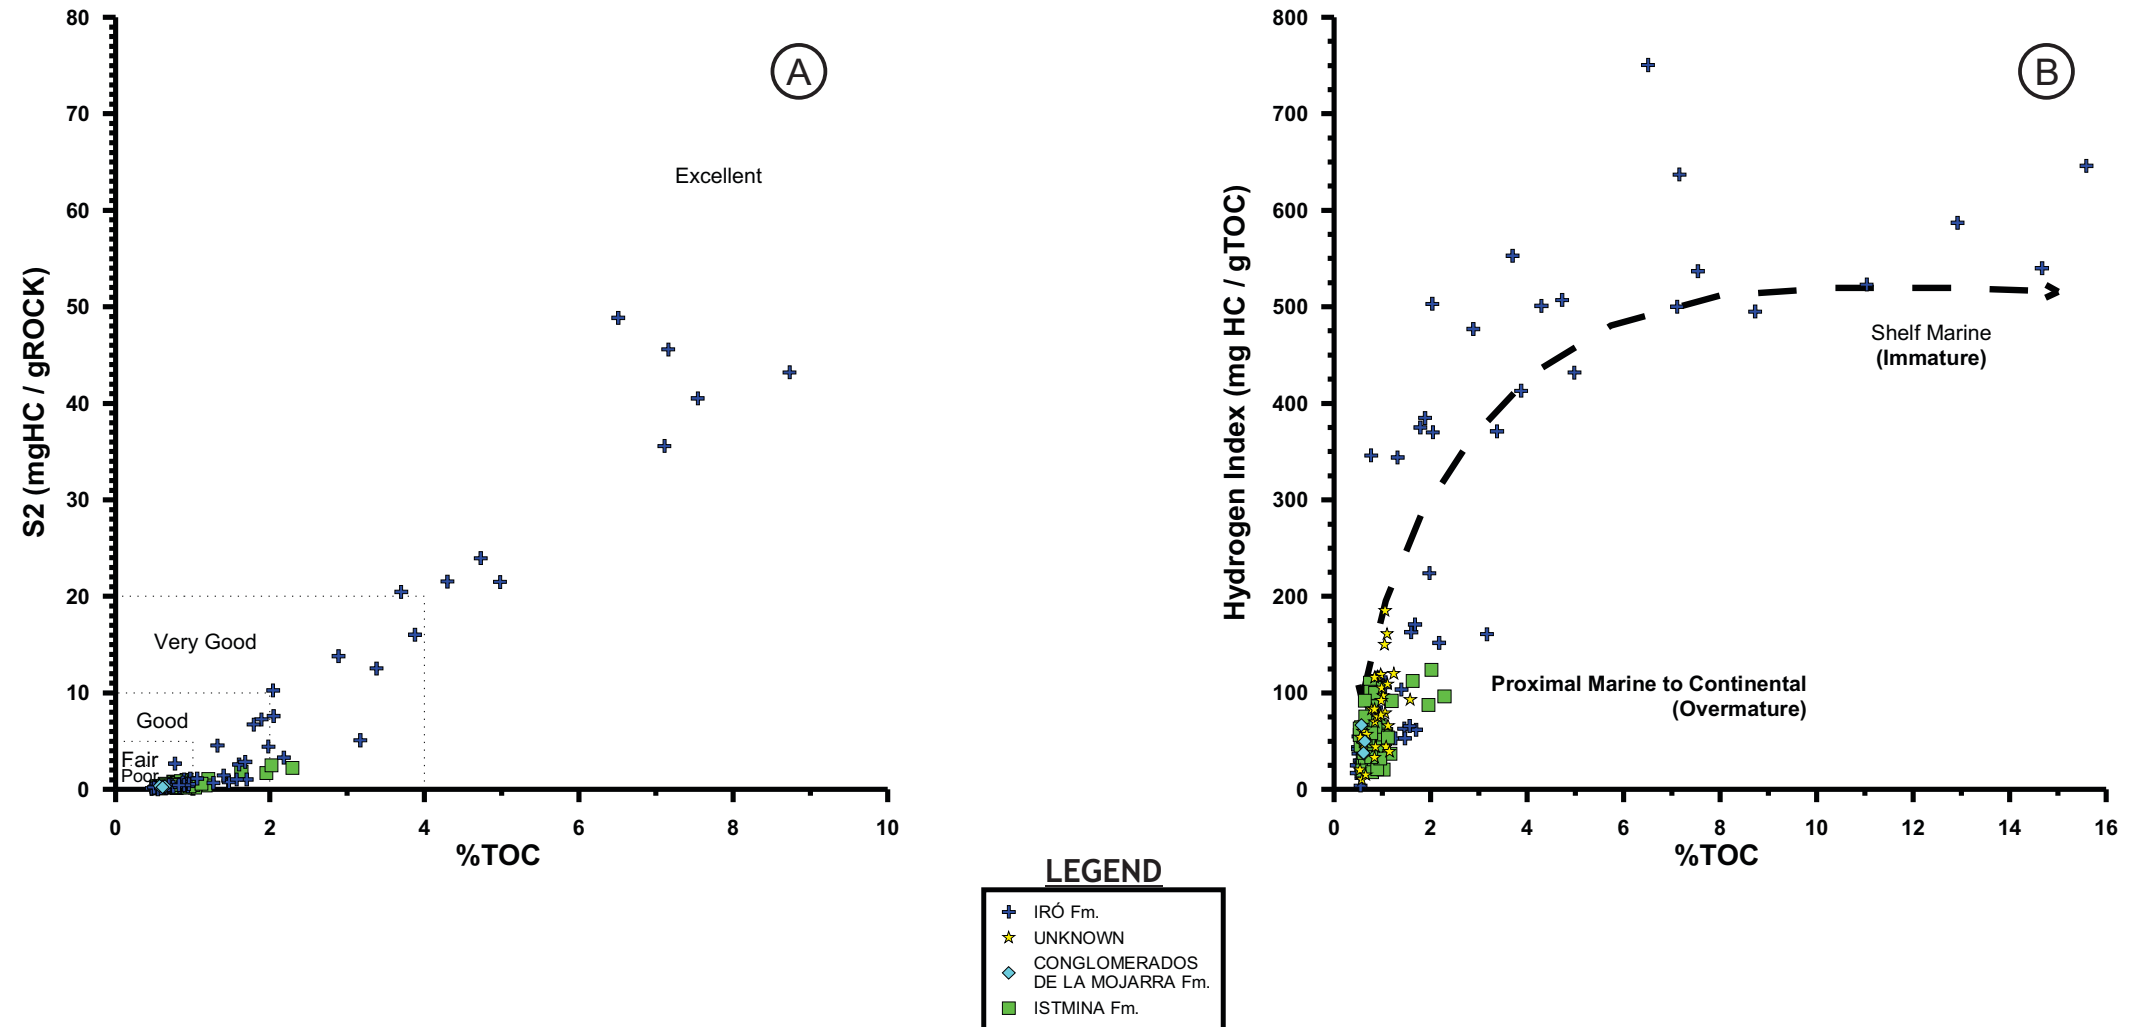 80
70
60
50
40
30
20
10
0
S2 (mgHC / gROCK)
A
Excellent
Very Good
Good
Fair
Poor
0 2 4 6 8 10
%TOC
800
700
600
500
400
300
200
100
0
Hydrogen Index (mg HC / gTOC)
B
Shelf Marine
(Immature)
Proximal Marine to Continental
(Overmature)
0 2 4 6 8 10 12 14 16
%TOC
LEGEND
IRÓ Fm.
UNKNOWN
CONGLOMERADOS
DE LA MOJARRA Fm.
ISTMINA Fm.